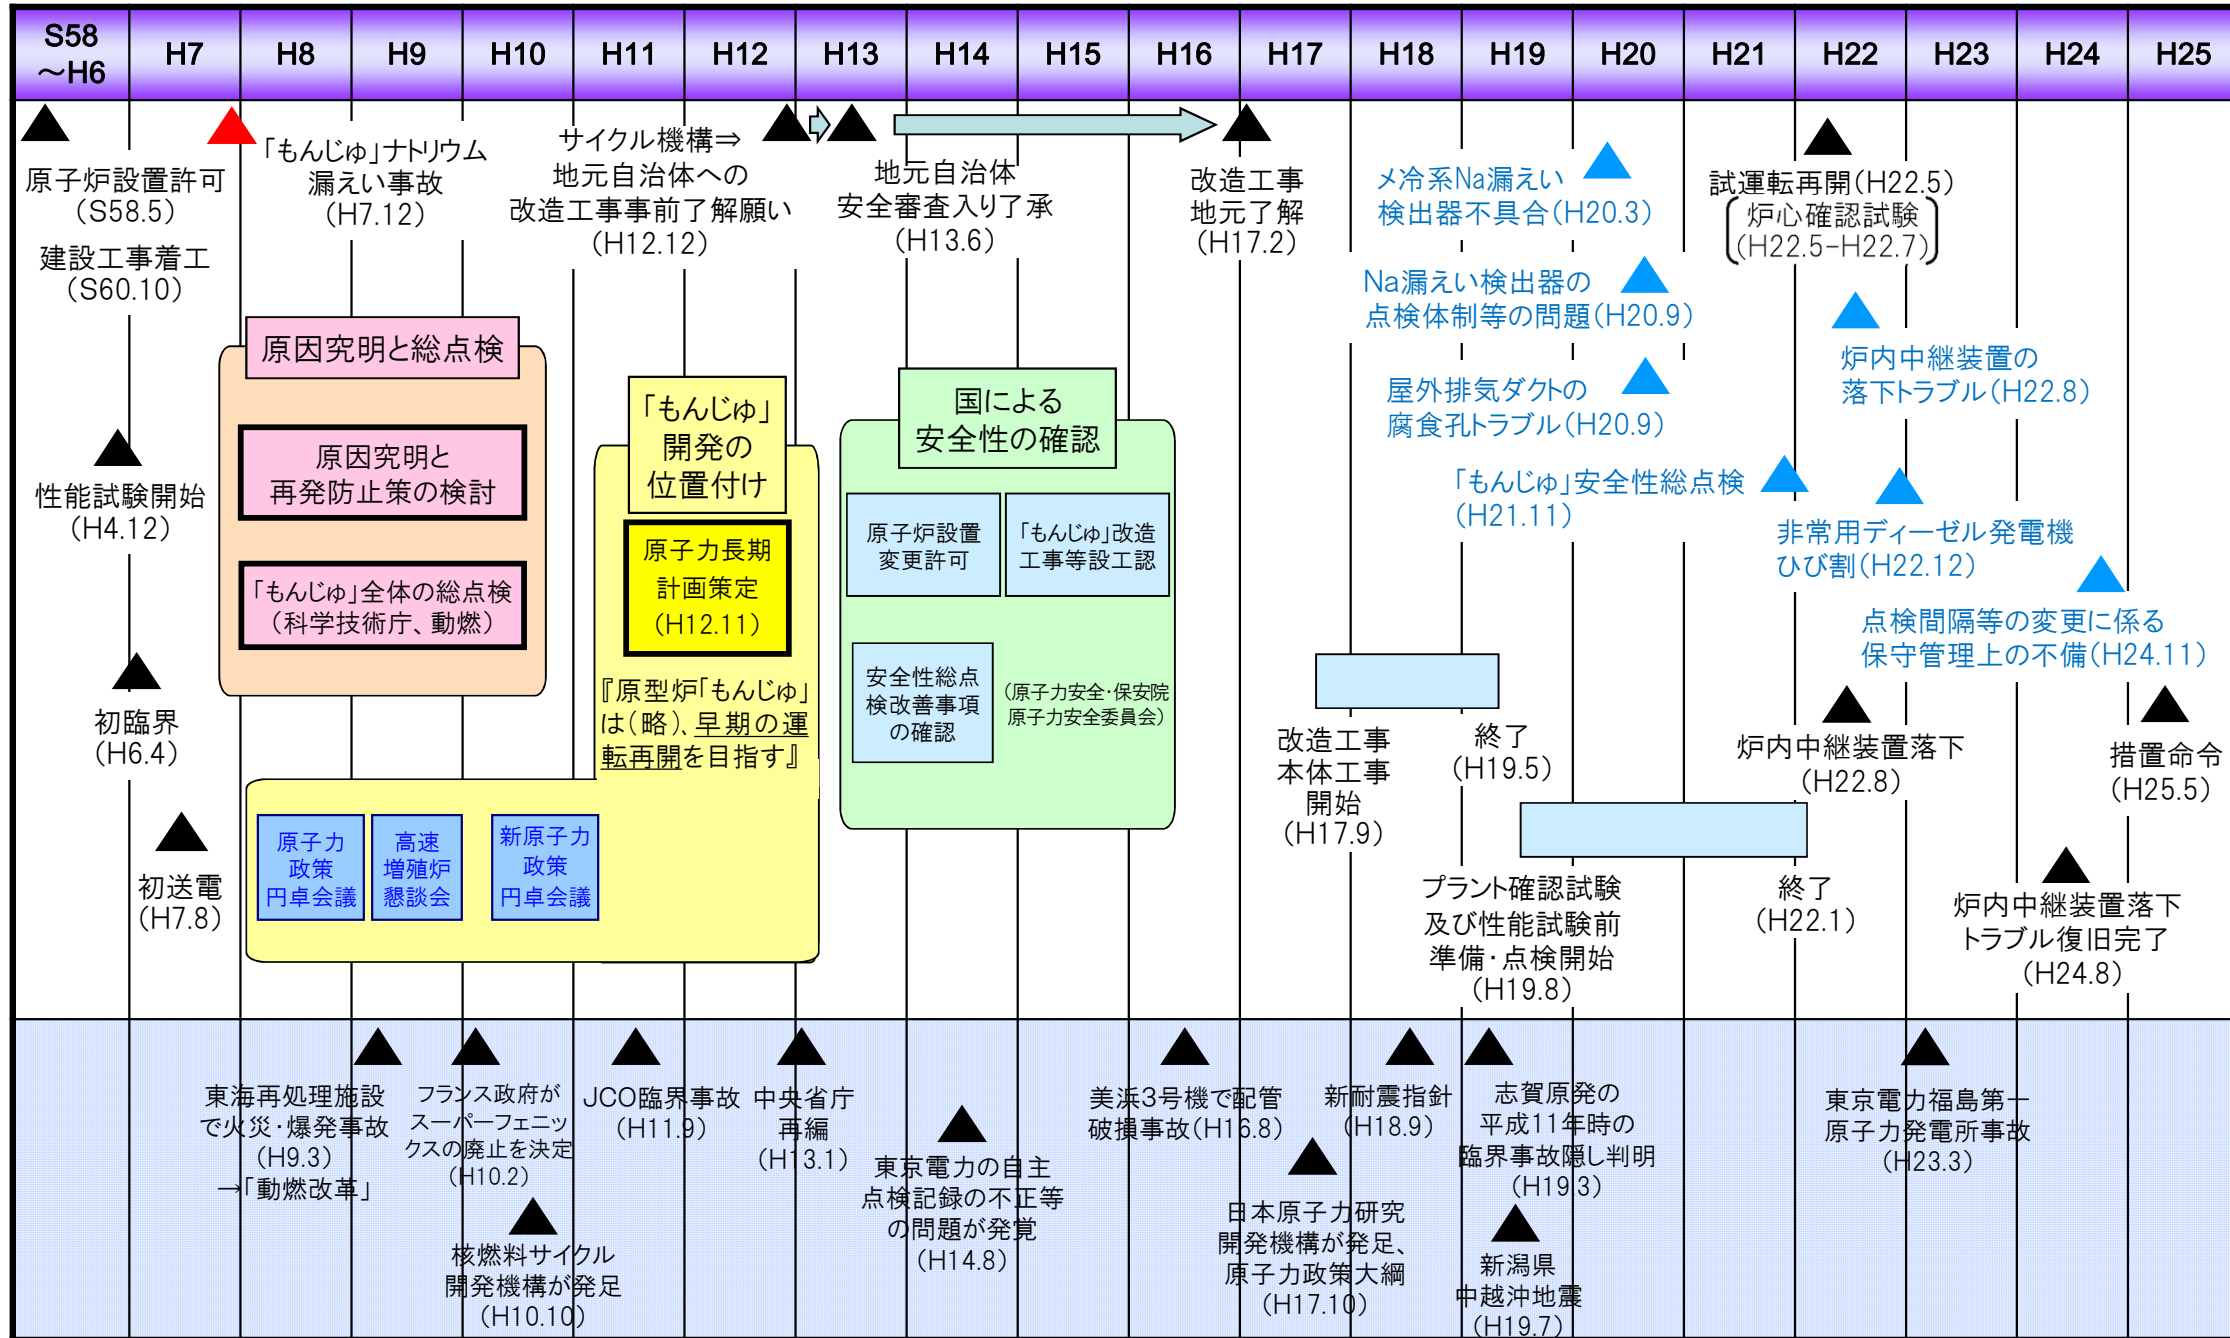 S58
～H6
H7
H8
H9
H10
H11
H12
H13
H14
H15
H16
H17
H18
H19
H20
H21
H22
H23
H24
H25
原子炉設置許可
(S58.5)
建設工事着工
(S60.10)
性能試験開始
(H4.12)
初臨界
(H6.4)
初送電
(H7.8)
「もんじゅ」ナトリウム
漏えい事故
(H7.12)
原因究明と総点検
原因究明と
再発防止策の検討
「もんじゅ」全体の総点検
(科学技術庁、動燃)
サイクル機構⇒
地元自治体への
改造工事事前了解願い
(H12.12)
「もんじゅ」
開発の
位置付け
原子力長期
計画策定
(H12.11)
『原型炉「もんじゅ」
は(略)、早期の運
転再開を目指す』
原子力
政策
円卓会議
高速
増殖炉
懇談会
新原子力
政策
円卓会議
地元自治体
安全審査入り了承
(H13.6)
国による
安全性の確認
原子炉設置
変更許可
「もんじゅ」改造
工事等設工認
安全性総点
検改善事項
の確認
(原子力安全・保安院
原子力安全委員会)
改造工事
地元了解
(H17.2)
改造工事
本体工事
開始
(H17.9)
終了
(H19.5)
プラント確認試験
及び性能試験前
準備・点検開始
(H19.8)
終了
(H22.1)
メ冷系Na漏えい
検出器不具合(H20.3)
Na漏えい検出器の
点検体制等の問題(H20.9)
屋外排気ダクトの
腐食孔トラブル(H20.9)
「もんじゅ」安全性総点検
(H21.11)
試運転再開(H22.5)
炉心確認試験
(H22.5-H22.7)
炉内中継装置の
落下トラブル(H22.8)
非常用ディーゼル発電機
ひび割(H22.12)
点検間隔等の変更に係る
保守管理上の不備(H24.11)
炉内中継装置落下
(H22.8)
措置命令
(H25.5)
炉内中継装置落下
トラブル復旧完了
(H24.8)
東海再処理施設
で火災・爆発事故
(H9.3)
→「動燃改革」
フランス政府が
スーパーフェニッ
クスの廃止を決定
(H10.2)
核燃料サイクル
開発機構が発足
(H10.10)
JCO臨界事故
(H11.9)
中央省庁
再編
(H13.1)
東京電力の自主
点検記録の不正等
の問題が発覚
(H14.8)
美浜3号機で配管
破損事故(H16.8)
日本原子力研究
開発機構が発足、
原子力政策大綱
(H17.10)
新耐震指針
(H18.9)
志賀原発の
平成11年時の
臨界事故隠し判明
(H19.3)
新潟県
中越沖地震
(H19.7)
東京電力福島第一
原子力発電所事故
(H23.3)